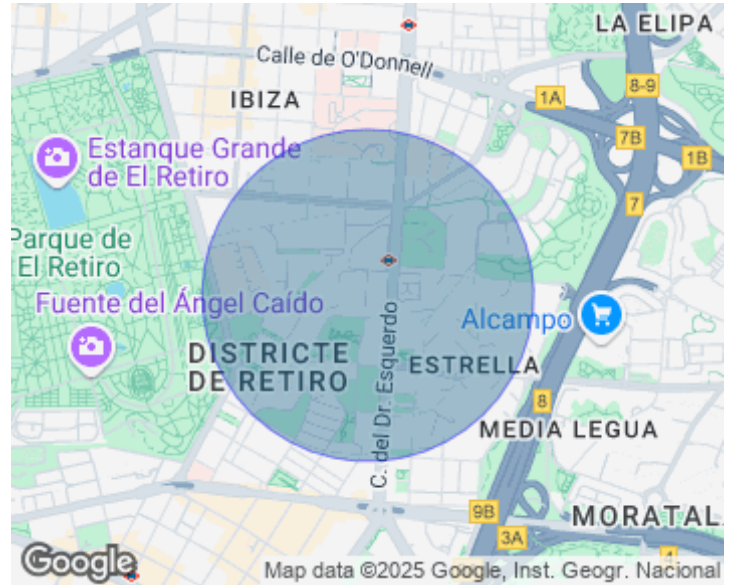 LA ELIPA
Calle de O'Donnell
8-9
IBIZA
1A
7B
Estanque Grande
de El Retiro
1B
7
Parque de
El Retiro
Fuente del Ángel Caído
Alcampo
DISTRICTE
DE RETIRO
C. del Dr. Esquerdo
ESTRELLA
8
MEDIA LEGUA
9B
3A
MORATAL
4
Google
Map data ©2025 Google, Inst. Geogr. Nacional